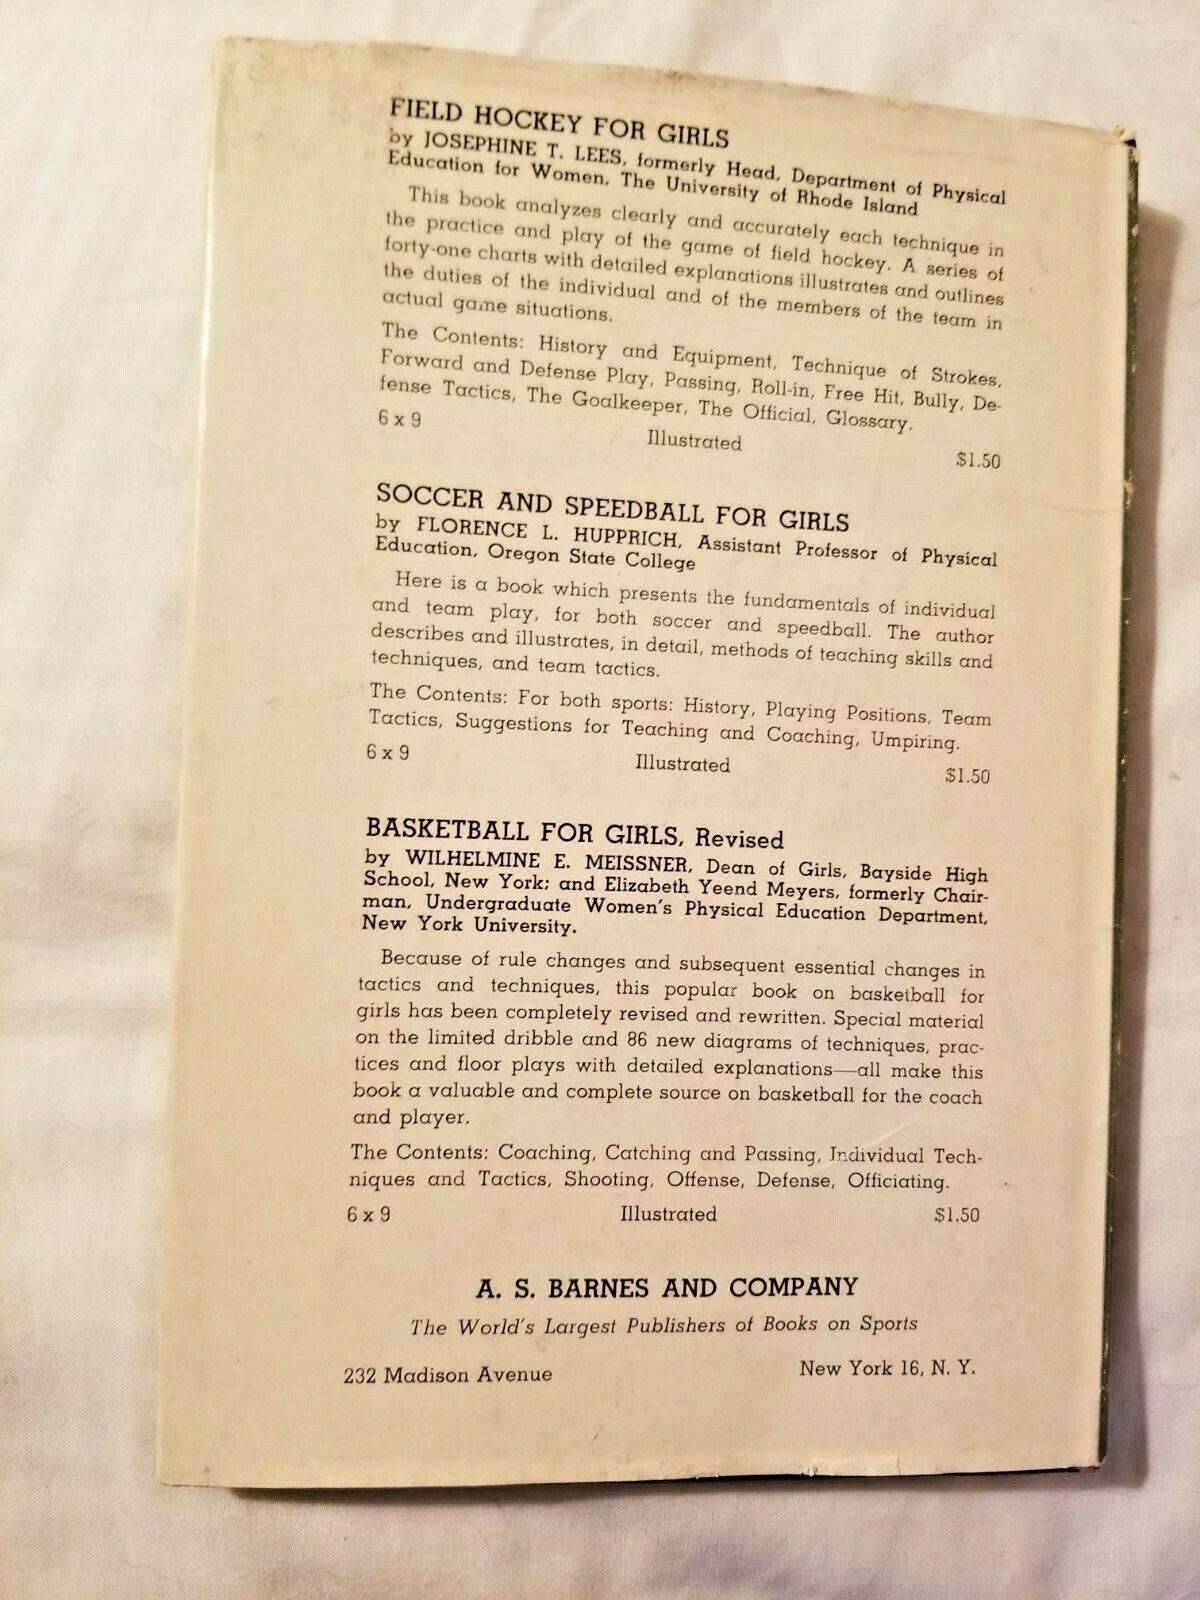 FIELD HOCKEY FOR GIRLS
by JOSEPHINE T. LEES, formerly Head, Department of Physical
Education for Women, The University of Rhode Island
This book analyzes clearly and accurately each technique in
the practice and play of the game of field hockey. A series of
forty-one charts with detailed explanations illustrates and outlines
the duties of the individual and of the members of the team in
actual game situations.
The Contents: History and Equipment, Technique of Strokes,
Forward and Defense Play, Passing, Roll-in, Free Hit, Bully, De-
fense Tactics, The Goalkeeper, The Official, Glossary.
6 x 9 Illustrated $1.50
SOCCER AND SPEEDBALL FOR GIRLS
by FLORENCE L. HUPPRICH, Assistant Professor of Physical
Education, Oregon State College
Here is a book which presents the fundamentals of individual
and team play, for both soccer and speedball. The author
describes and illustrates, in detail, methods of teaching skills and
techniques, and team tactics.
The Contents: For both sports: History, Playing Positions, Team
Tactics, Suggestions for Teaching and Coaching, Umpiring.
6 x 9 Illustrated $1.50
BASKETBALL FOR GIRLS, Revised
by WILHELMINE E. MEISSNER, Dean of Girls, Bayside High
School, New York; and Elizabeth Yeend Meyers, formerly Chair-
man, Undergraduate Women's Physical Education Department,
New York University.
Because of rule changes and subsequent essential changes in
tactics and techniques, this popular book on basketball for
girls has been completely revised and rewritten. Special material
on the limited dribble and 86 new diagrams of techniques, prac-
tices and floor plays with detailed explanations—all make this
book a valuable and complete source on basketball for the coach
and player.
The Contents: Coaching, Catching and Passing, Individual Tech-
niques and Tactics, Shooting, Offense, Defense, Officiating.
6 x 9 Illustrated $1.50
A. S. BARNES AND COMPANY
The World's Largest Publishers of Books on Sports
232 Madison Avenue New York 16, N. Y.